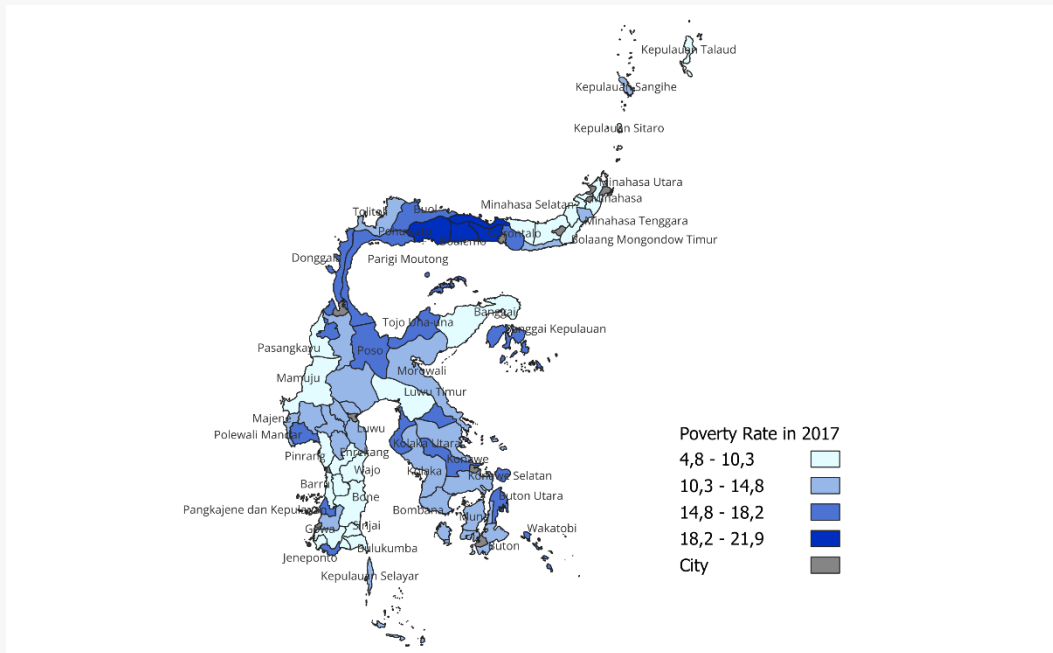 Kepulauan Talaud
Kepulauan Sangihe
Kepulauan Sitaro
Minahasa Utara
Minahasa
Minahasa Selatan
Minahasa Tenggara
Bolaang Mongondow Timur
Tolitoli
Buol
Donggala
Parigi Moutong
Tojo Una-una
Banggai
Banggai Kepulauan
Pasangkayu
Poso
Morowali
Mamuju
Luwu Timur
Majene
Luwu
Polewali Mandar
Kolaka Utara
Enrekang
Pinrang
Konawe
Wajo
Kolaka
Konawe Selatan
Barru
Bone
Buton Utara
Pangkajene dan Kepulauan
Bombana
Muna
Gowa
Sinjai
Wakatobi
Buton
Jeneponto
Bulukumba
Kepulauan Selayar
Poverty Rate in 2017
4,8 - 10,3
10,3 - 14,8
14,8 - 18,2
18,2 - 21,9
City